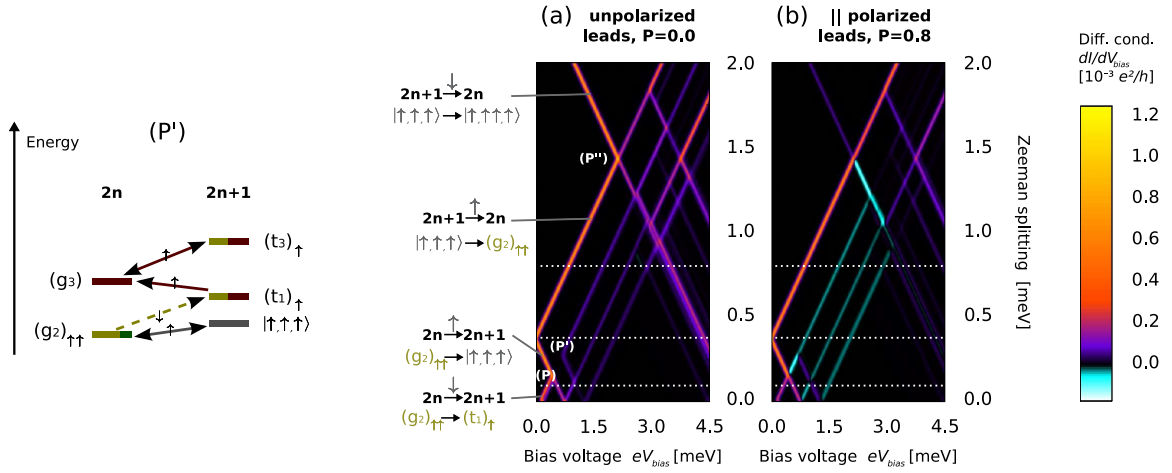 (P')
Energy
2n 2n+1
(t₃)↑
↑
(g₃)
↑
(t₁)↑
↓
(g₂)↑↑
↑
|↑,↑,↑⟩
↓
2n+1→2n
|↑,↑,↑⟩→|↑,↑↑,↑⟩
↑
2n+1→2n
|↑,↑,↑⟩→(g₂)↑↑
↑
2n→2n+1
(g₂)↑↑→|↑,↑,↑⟩
↓
2n→2n+1
(g₂)↑↑→(t₁)↑
(a) unpolarized
leads, P=0.0
(P'')
(P')
(P)
0.0 1.5 3.0 4.5
Bias voltage eVbias [meV]
(b) || polarized
leads, P=0.8
2.0
1.5
1.0
0.5
0.0
Zeeman splitting [meV]
0.0 1.5 3.0 4.5
Bias voltage eVbias [meV]
Diff. cond.
dI/dVbias
[10⁻³ e²/h]
1.2
1.0
0.8
0.6
0.4
0.2
0.0